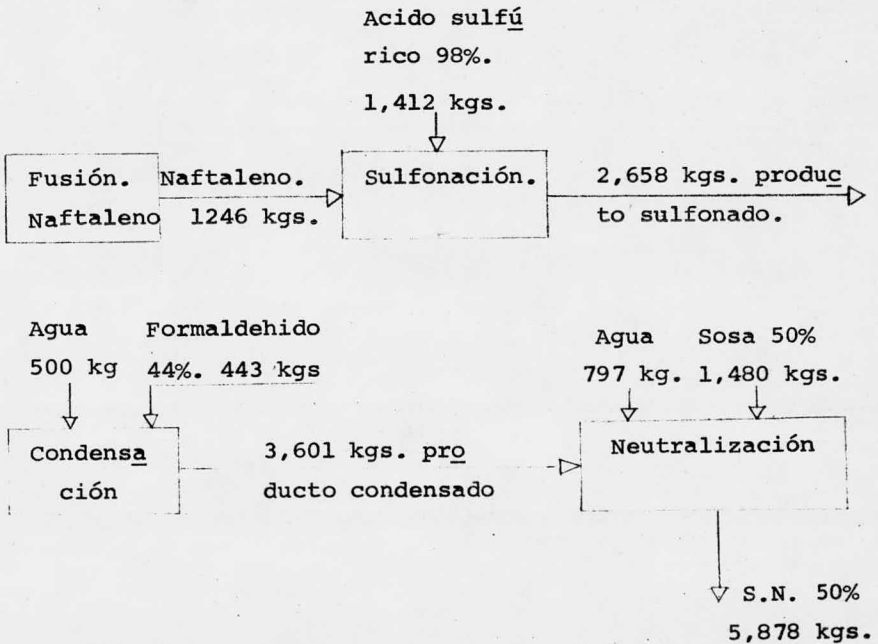 Acido sulfú
rico 98%.
1,412 kgs.
Fusión.
Naftaleno
Naftaleno.
1246 kgs.
Sulfonación.
2,658 kgs. produc
to sulfonado.
Agua
500 kg
Formaldehido
44%. 443 kgs
Condensa
ción
3,601 kgs. pro
ducto condensado
Agua
797 kg.
Sosa 50%
1,480 kgs.
Neutralización
S.N. 50%
5,878 kgs.